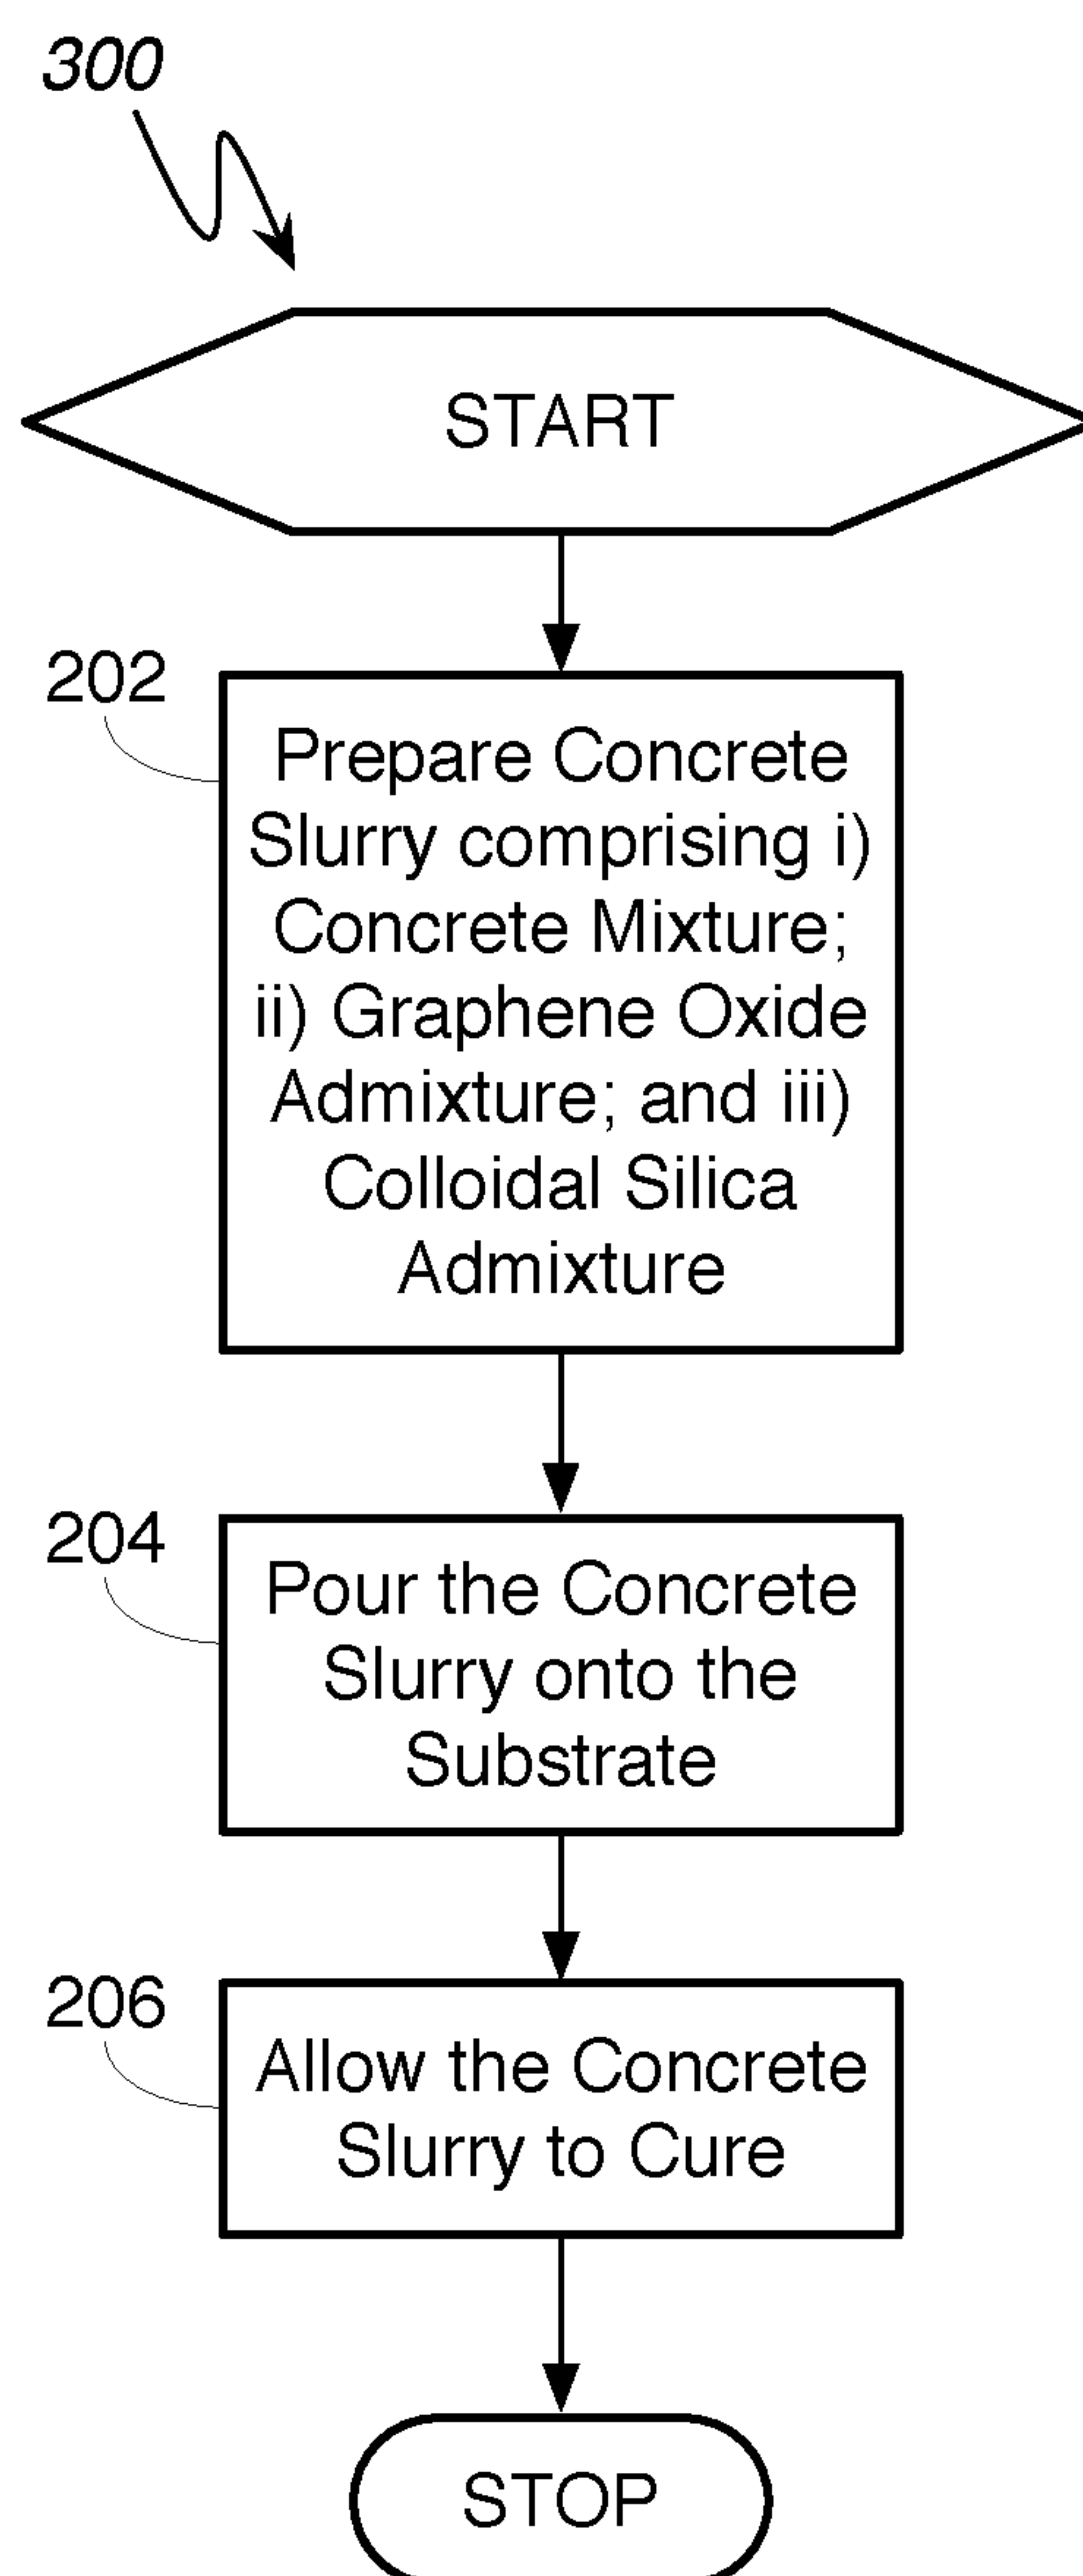 300
START
202
Prepare Concrete
Slurry comprising i)
Concrete Mixture;
ii) Graphene Oxide
Admixture; and iii)
Colloidal Silica
Admixture
204
Pour the Concrete
Slurry onto the
Substrate
206
Allow the Concrete
Slurry to Cure
STOP